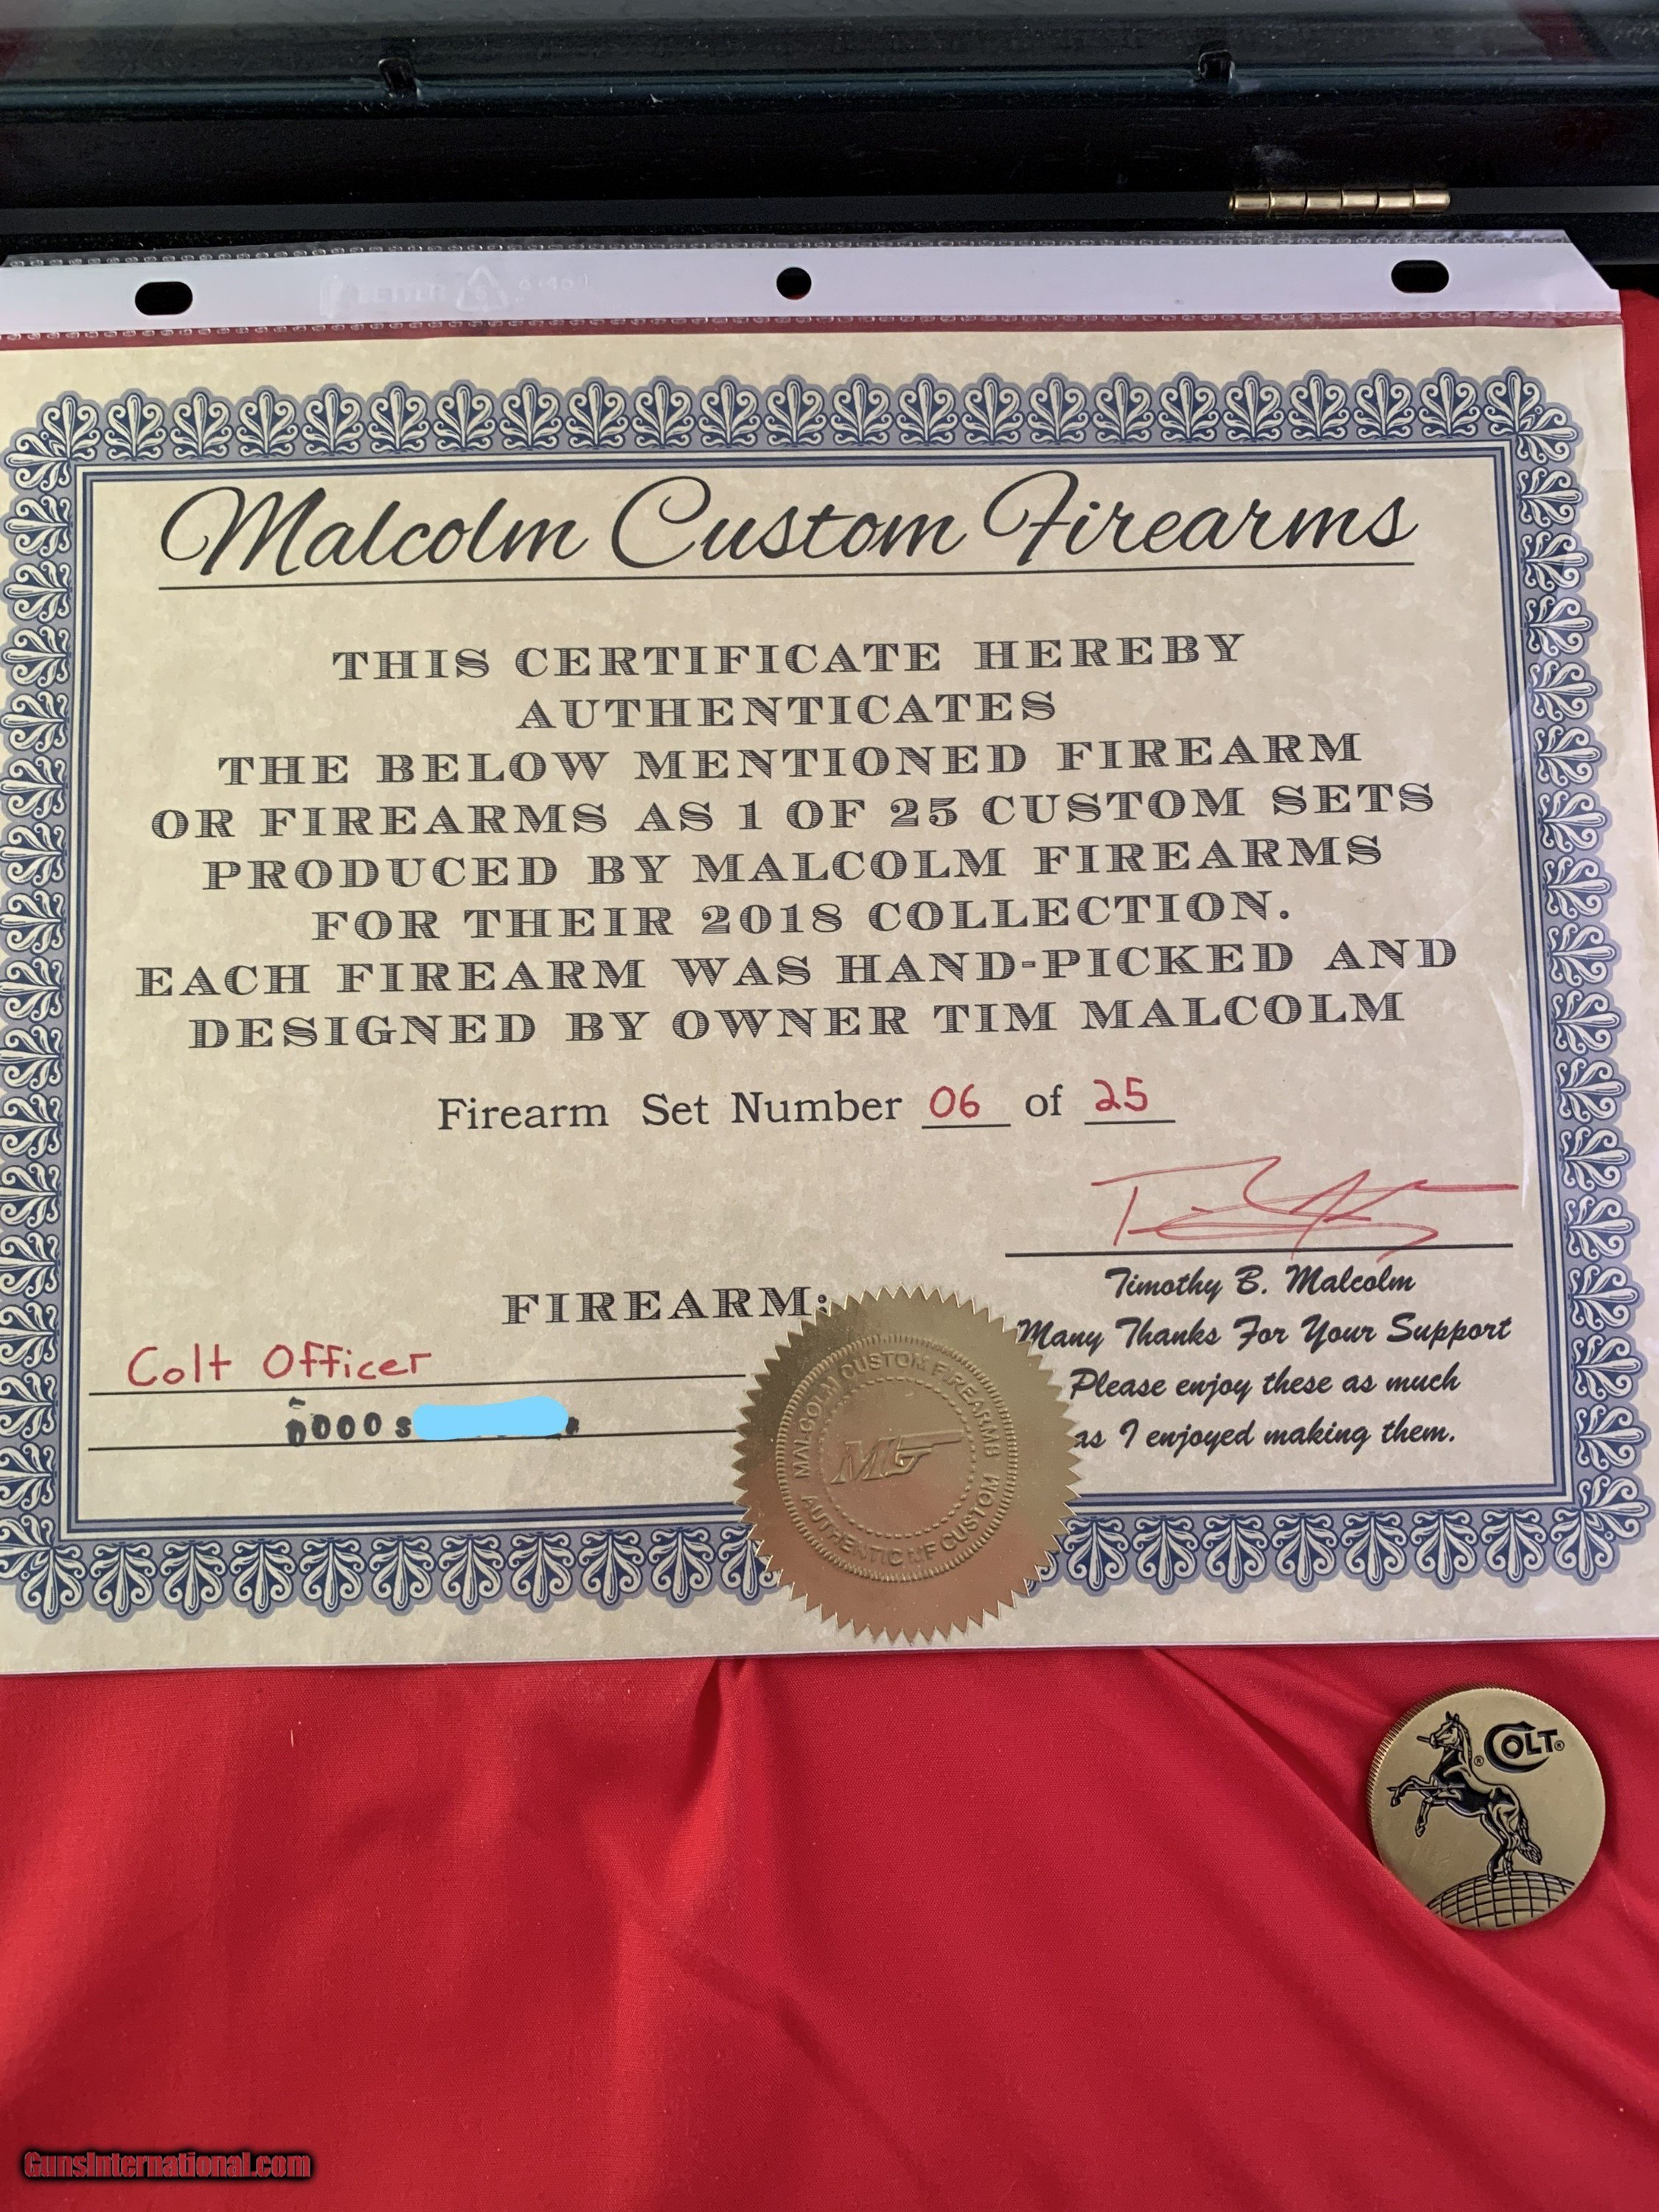 Malcolm Custom Firearms
THIS CERTIFICATE HEREBY
AUTHENTICATES
THE BELOW MENTIONED FIREARM
OR FIREARMS AS 1 OF 25 CUSTOM SETS
PRODUCED BY MALCOLM FIREARMS
FOR THEIR 2018 COLLECTION.
EACH FIREARM WAS HAND-PICKED AND
DESIGNED BY OWNER TIM MALCOLM
Firearm Set Number 06 of 25
Timothy B. Malcolm
Many Thanks For Your Support
Please enjoy these as much
as I enjoyed making them.
FIREARM:
Colt Officer
MALCOLM CUSTOM FIREARMS
AUTHENTIC MF CUSTOM
COLT
GunsInternational.com